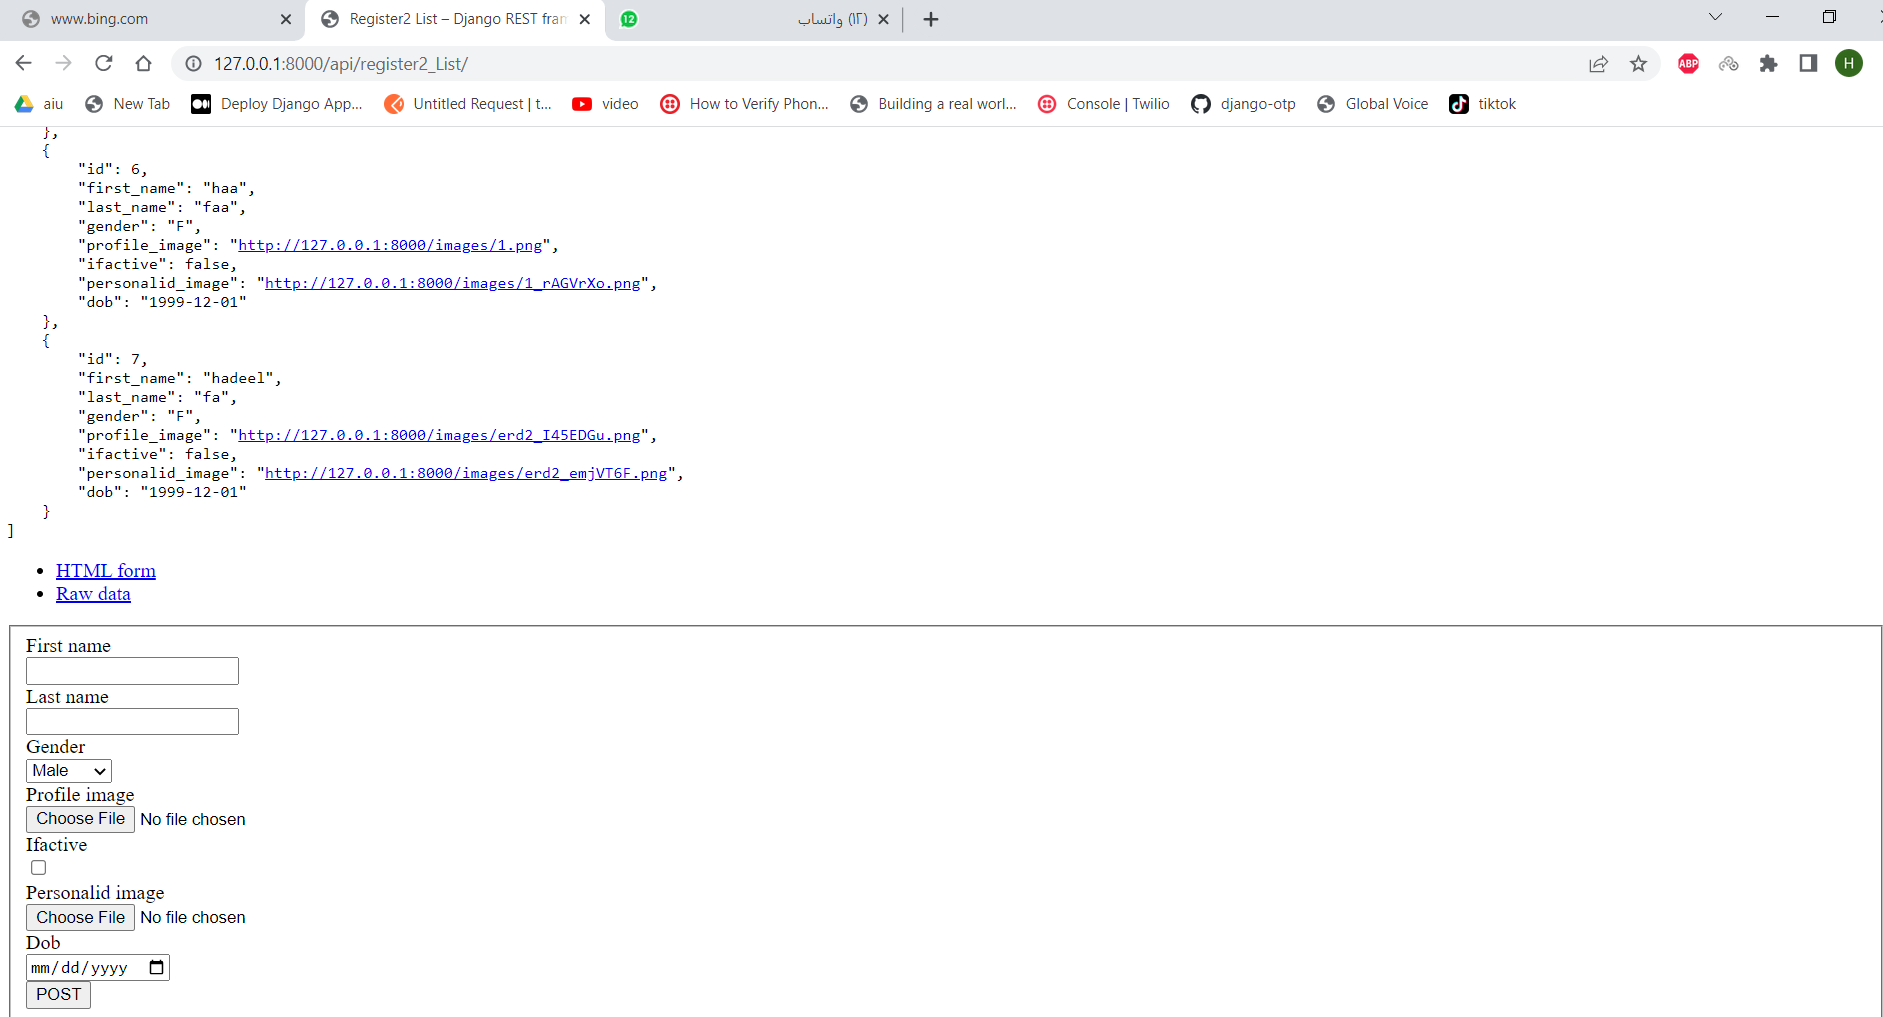 www.bing.com
Register2 List – Django REST fran
12
(١٢) واتساب
127.0.0.1:8000/api/register2_List/
ABP
H
aiu
New Tab
Deploy Django App...
Untitled Request | t...
video
How to Verify Phon...
Building a real worl...
Console | Twilio
django-otp
Global Voice
tiktok
},
{
"id": 6,
"first_name": "haa",
"last_name": "faa",
"gender": "F",
"profile_image": "http://127.0.0.1:8000/images/1.png",
"ifactive": false,
"personalid_image": "http://127.0.0.1:8000/images/1_rAGVrXo.png",
"dob": "1999-12-01"
},
{
"id": 7,
"first_name": "hadeel",
"last_name": "fa",
"gender": "F",
"profile_image": "http://127.0.0.1:8000/images/erd2_I45EDGu.png",
"ifactive": false,
"personalid_image": "http://127.0.0.1:8000/images/erd2_emjVT6F.png",
"dob": "1999-12-01"
}
]
HTML form
Raw data
First name
Last name
Gender
Male
Profile image
Choose File No file chosen
Ifactive
Personalid image
Choose File No file chosen
Dob
mm/dd/yyyy
POST